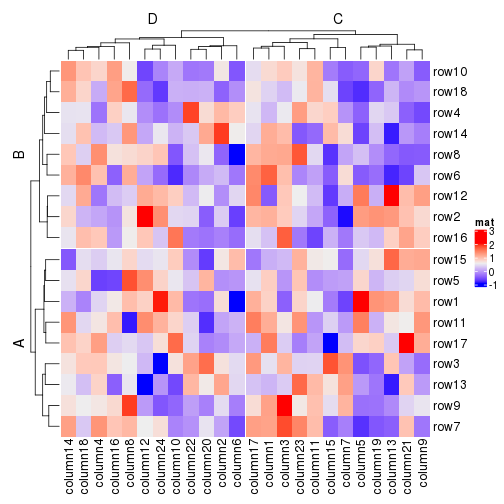 D C
row10
row18
row4
row14
row8
row6
row12
row2
row16
row15
row5
row1
row11
row17
row3
row13
row9
row7
B
A
mat
3
2
1
0
-1
column14
column18
column4
column16
column8
column12
column24
column10
column22
column20
column2
column6
column17
column1
column3
column23
column11
column15
column7
column5
column19
column13
column21
column9